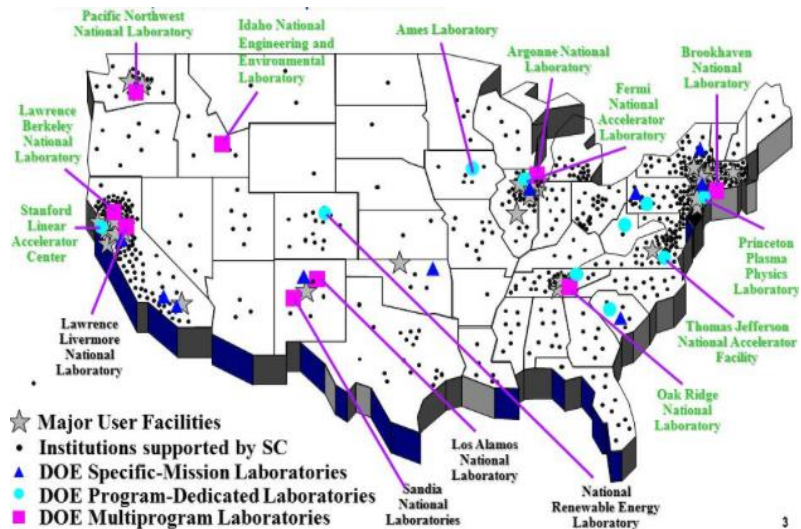 Pacific Northwest
National Laboratory
Idaho National
Engineering and
Environmental
Laboratory
Ames Laboratory
Argonne National
Laboratory
Brookhaven
National
Laboratory
Fermi
National
Accelerator
Laboratory
Lawrence
Berkeley
National
Laboratory
Stanford
Linear
Accelerator
Center
Princeton
Plasma
Physics
Laboratory
Lawrence
Livermore
National
Laboratory
Thomas Jefferson
National Accelerator
Facility
Oak Ridge
National
Laboratory
Los Alamos
National
Laboratory
Sandia
National
Laboratories
National
Renewable Energy
Laboratory
Major User Facilities
Institutions supported by SC
DOE Specific-Mission Laboratories
DOE Program-Dedicated Laboratories
DOE Multiprogram Laboratories
3